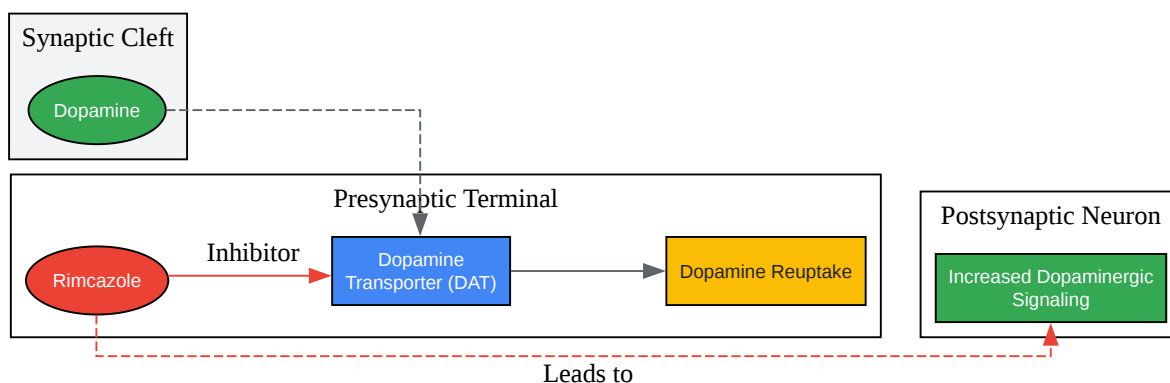 Synaptic Cleft
Dopamine
Presynaptic Terminal
Postsynaptic Neuron
Rimcazole
Inhibitor
Dopamine
Transporter (DAT)
Dopamine Reuptake
Increased Dopaminergic
Signaling
Leads to